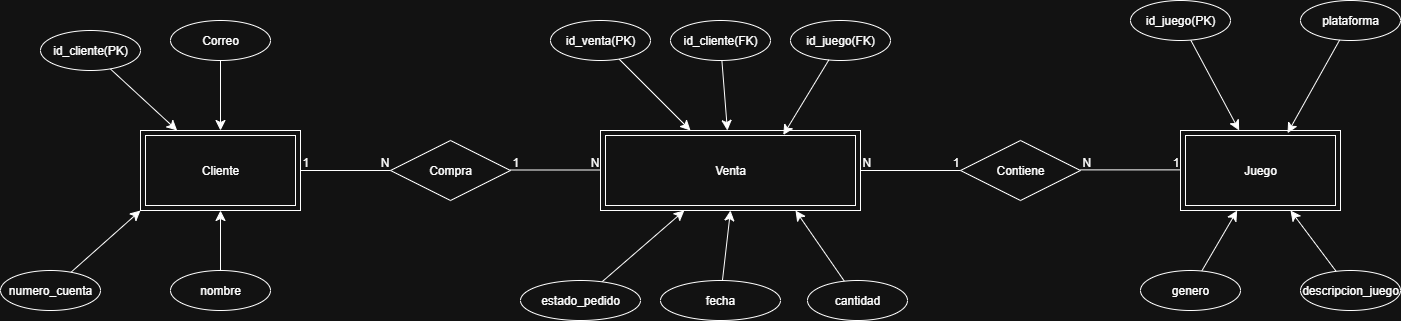 id_cliente(PK)
Correo
id_venta(PK)
id_cliente(FK)
id_juego(FK)
id_juego(PK)
plataforma
Cliente
1
N
Compra
1
N
Venta
N
1
Contiene
N
1
Juego
numero_cuenta
nombre
estado_pedido
fecha
cantidad
genero
descripcion_juego